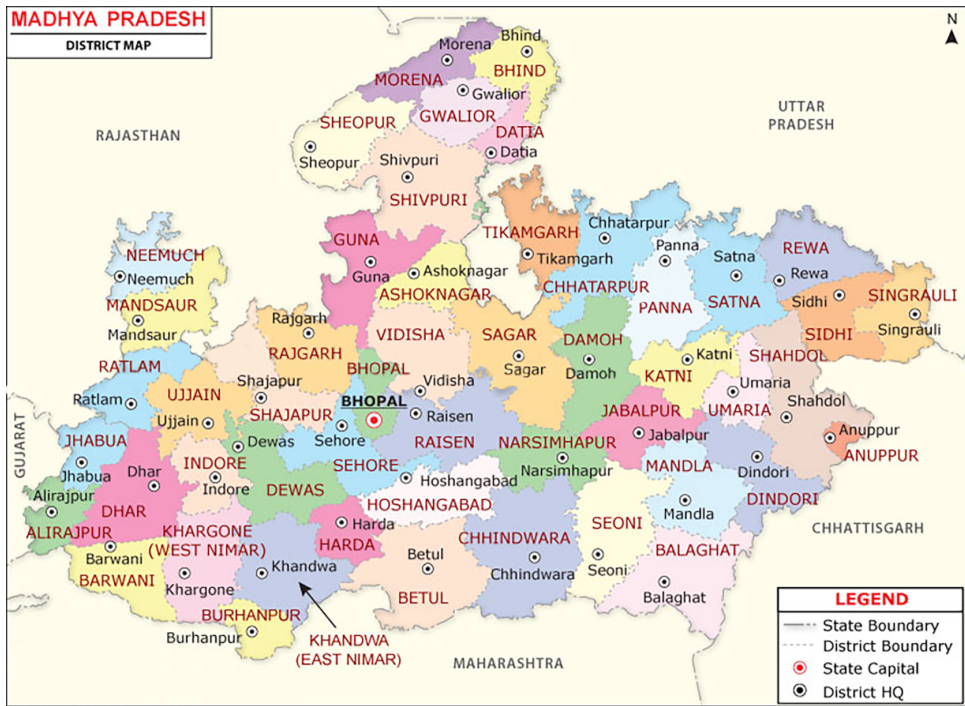 MADHYA PRADESH
DISTRICT MAP
N
RAJASTHAN
UTTAR
PRADESH
GUJARAT
CHHATTISGARH
MAHARASHTRA
Morena
MORENA
Bhind
BHIND
Gwalior
GWALIOR
SHEOPUR
Sheopur
DATIA
Datia
Shivpuri
SHIVPURI
GUNA
Guna
Ashoknagar
ASHOKNAGAR
TIKAMGARH
Tikamgarh
Chhatarpur
CHHATARPUR
Panna
PANNA
Satna
SATNA
REWA
Rewa
Sidhi
SIDHI
SINGRAULI
Singrauli
NEEMUCH
Neemuch
MANDSAUR
Mandsaur
RATLAM
Ratlam
Rajgarh
RAJGARH
VIDISHA
Vidisha
SAGAR
Sagar
DAMOH
Damoh
Katni
KATNI
SHAHDOL
Shahdol
Umaria
UMARIA
Anuppur
ANUPPUR
UJJAIN
Ujjain
Shajapur
SHAJAPUR
BHOPAL
BHOPAL
Sehore
SEHORE
Raisen
RAISEN
NARSIMHAPUR
Narsimhapur
JABALPUR
Jabalpur
MANDLA
Mandla
Dindori
DINDORI
JHABUA
Jhabua
Alirajpur
ALIRAJPUR
Dhar
DHAR
INDORE
Indore
Dewas
DEWAS
Hoshangabad
HOSHANGABAD
Harda
HARDA
KHARGONE
(WEST NIMAR)
Khargone
Barwani
BARWANI
Khandwa
KHANDWA
(EAST NIMAR)
BURHANPUR
Burhanpur
Betul
BETUL
CHHINDWARA
Chhindwara
SEONI
Seoni
BALAGHAT
Balaghat
LEGEND
State Boundary
District Boundary
State Capital
District HQ